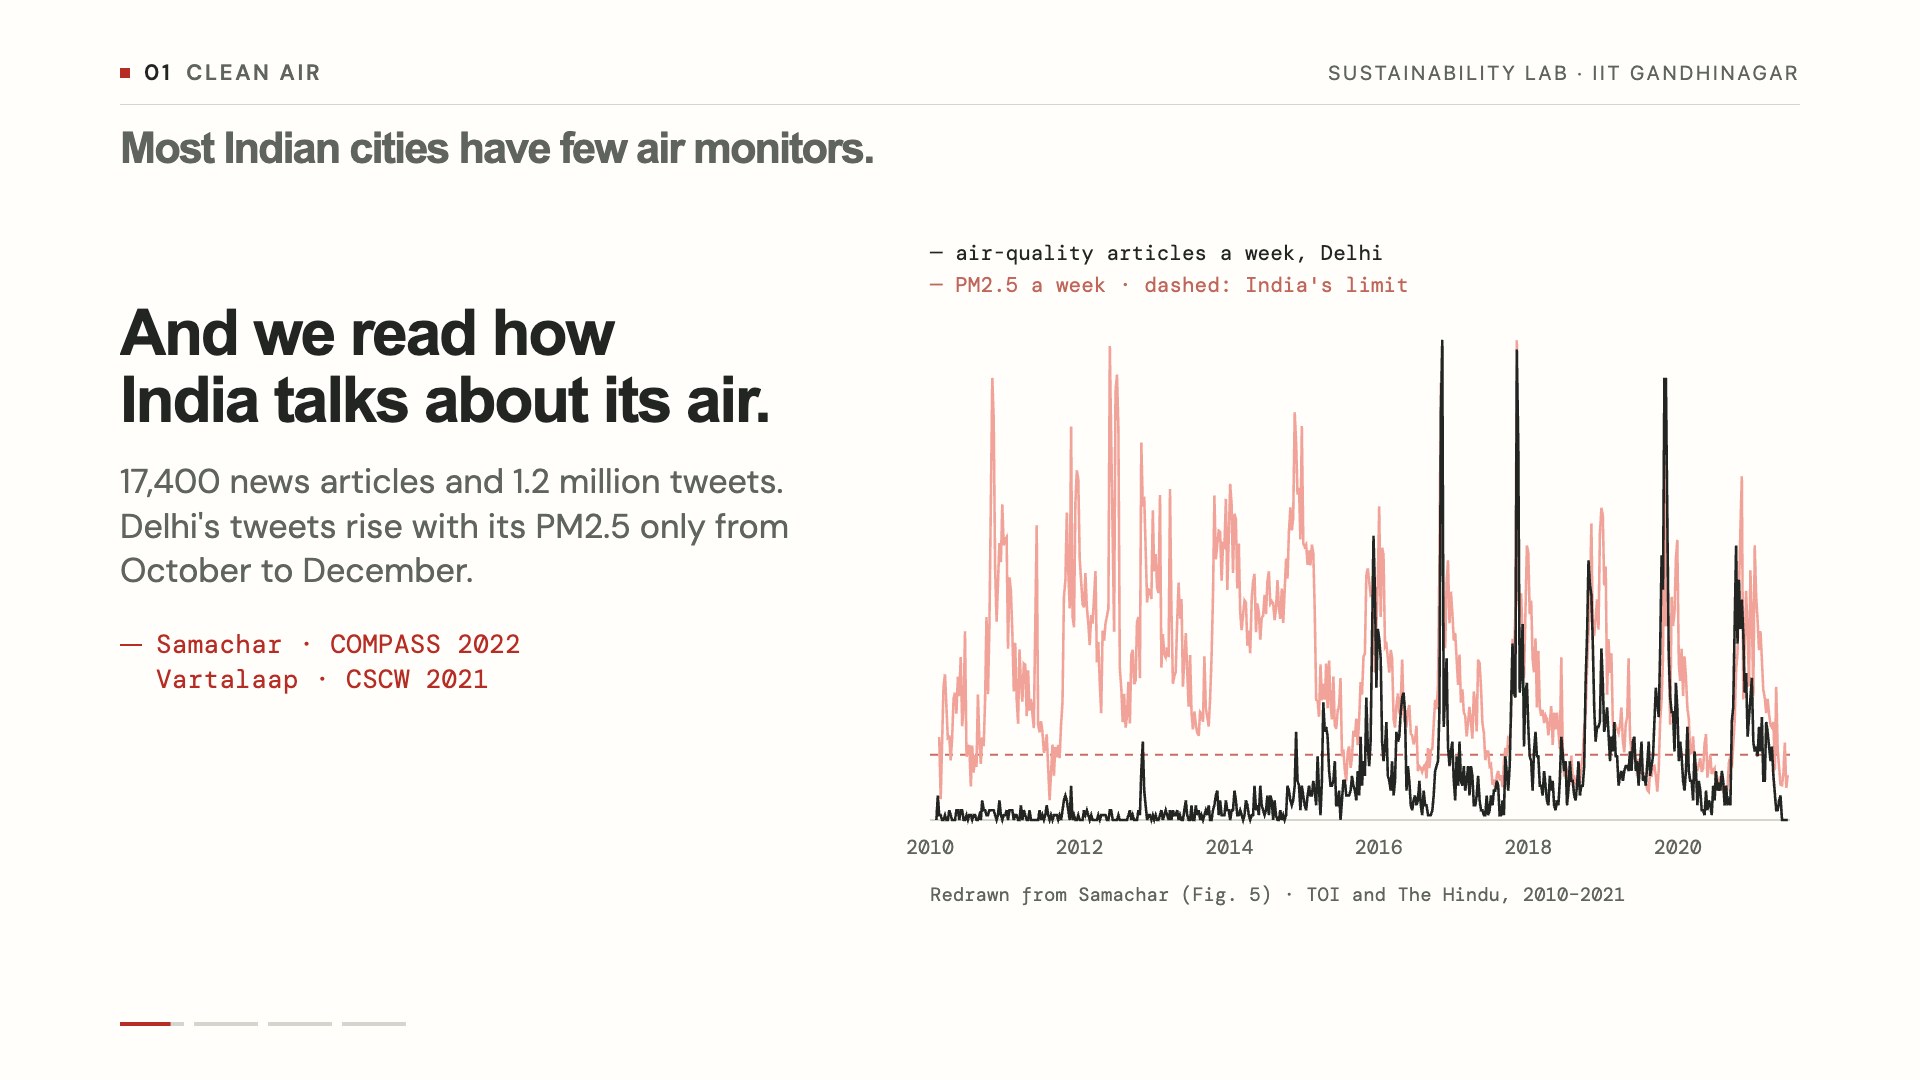 01 CLEAN AIR
SUSTAINABILITY LAB · IIT GANDHINAGAR
Most Indian cities have few air monitors.
And we read how
India talks about its air.
17,400 news articles and 1.2 million tweets.
Delhi's tweets rise with its PM2.5 only from
October to December.
— Samachar · COMPASS 2022
Vartalaap · CSCW 2021
— air-quality articles a week, Delhi
— PM2.5 a week · dashed: India's limit
2010 2012 2014 2016 2018 2020
Redrawn from Samachar (Fig. 5) · TOI and The Hindu, 2010–2021